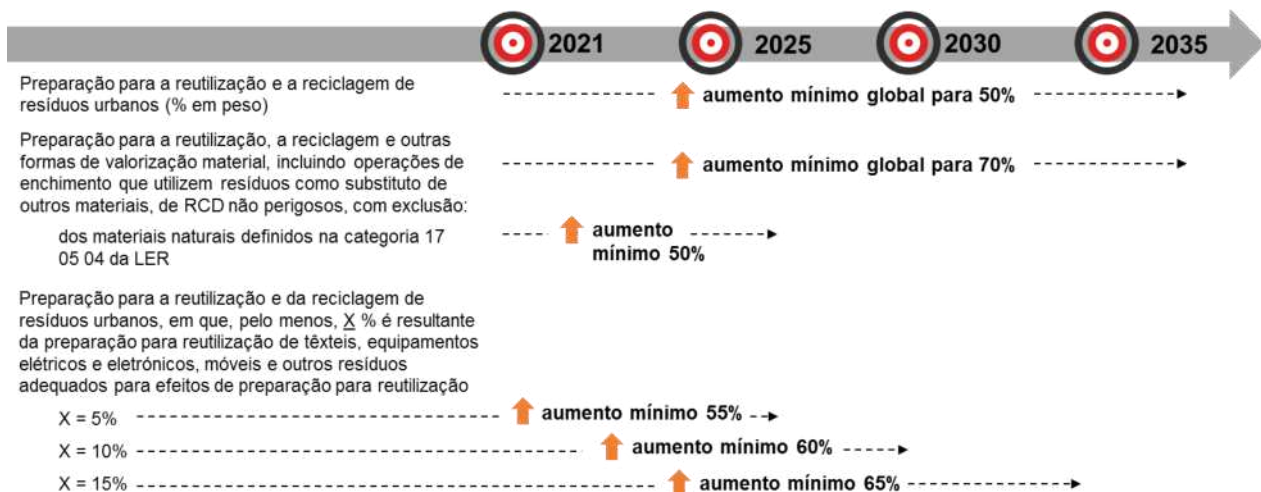 2021
2025
2030
2035
Preparação para a reutilização e a reciclagem de
resíduos urbanos (% em peso)
aumento mínimo global para 50%
Preparação para a reutilização, a reciclagem e outras
formas de valorização material, incluindo operações de
enchimento que utilizem resíduos como substituto de
outros materiais, de RCD não perigosos, com exclusão:
aumento mínimo global para 70%
dos materiais naturais definidos na categoria 17
05 04 da LER
aumento
mínimo 50%
Preparação para a reutilização e da reciclagem de
resíduos urbanos, em que, pelo menos, X % é resultante
da preparação para reutilização de têxteis, equipamentos
elétricos e eletrónicos, móveis e outros resíduos
adequados para efeitos de preparação para reutilização
X = 5%
aumento mínimo 55%
X = 10%
aumento mínimo 60%
X = 15%
aumento mínimo 65%